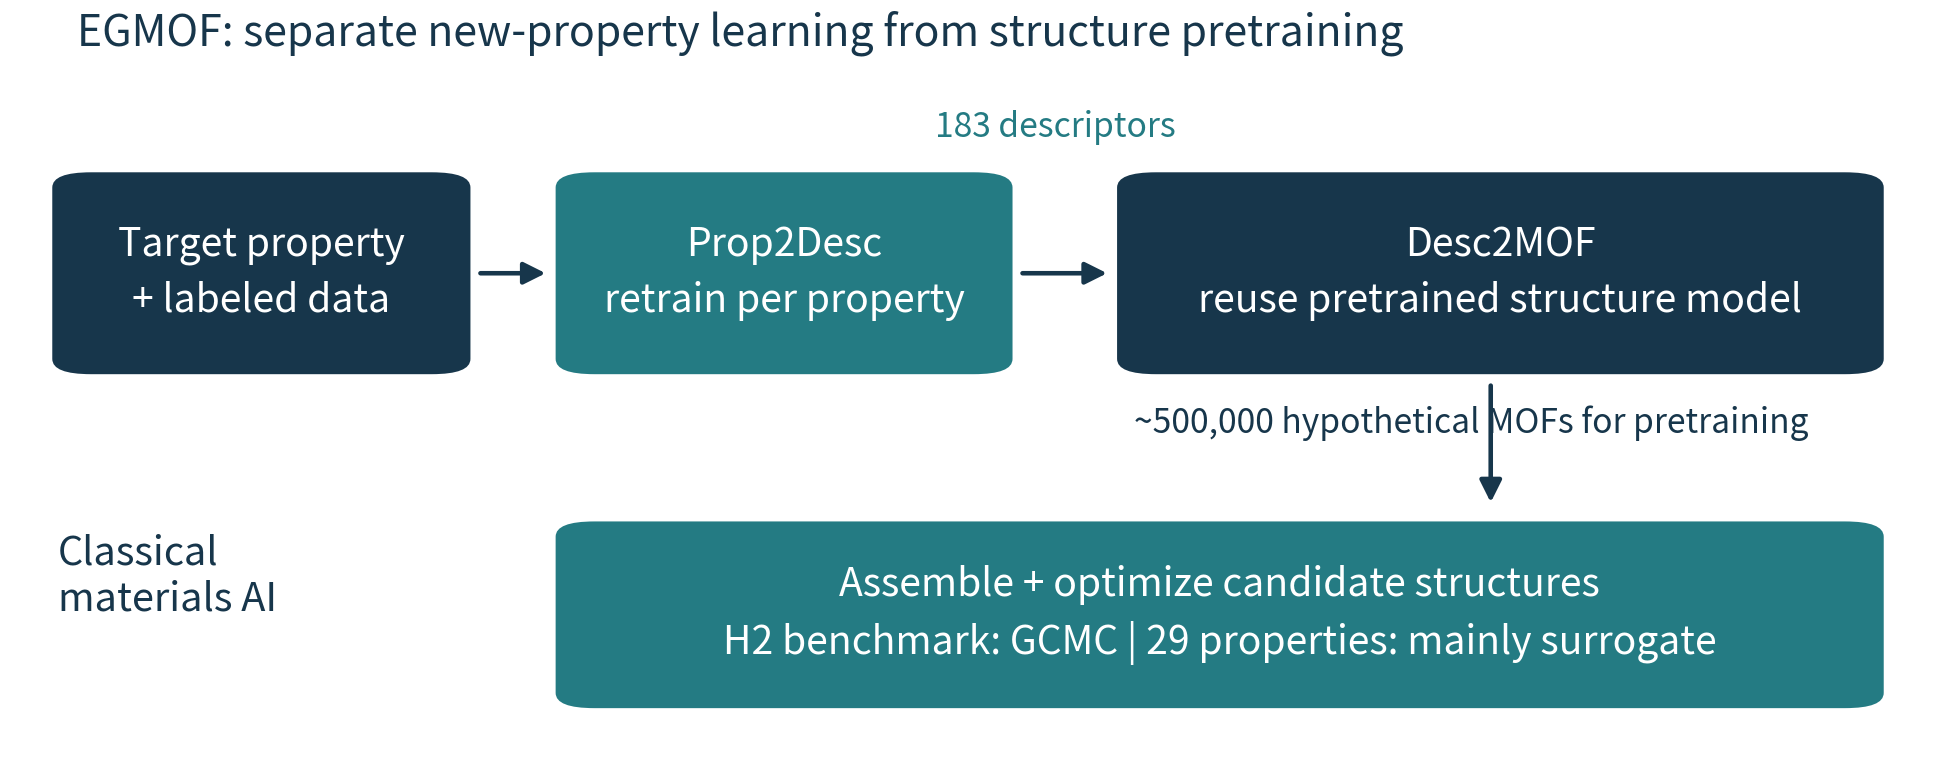 EGMOF: separate new-property learning from structure pretraining
183 descriptors
Target property
+ labeled data
Prop2Desc
retrain per property
Desc2MOF
reuse pretrained structure model
~500,000 hypothetical MOFs for pretraining
Classical
materials AI
Assemble + optimize candidate structures
H2 benchmark: GCMC | 29 properties: mainly surrogate